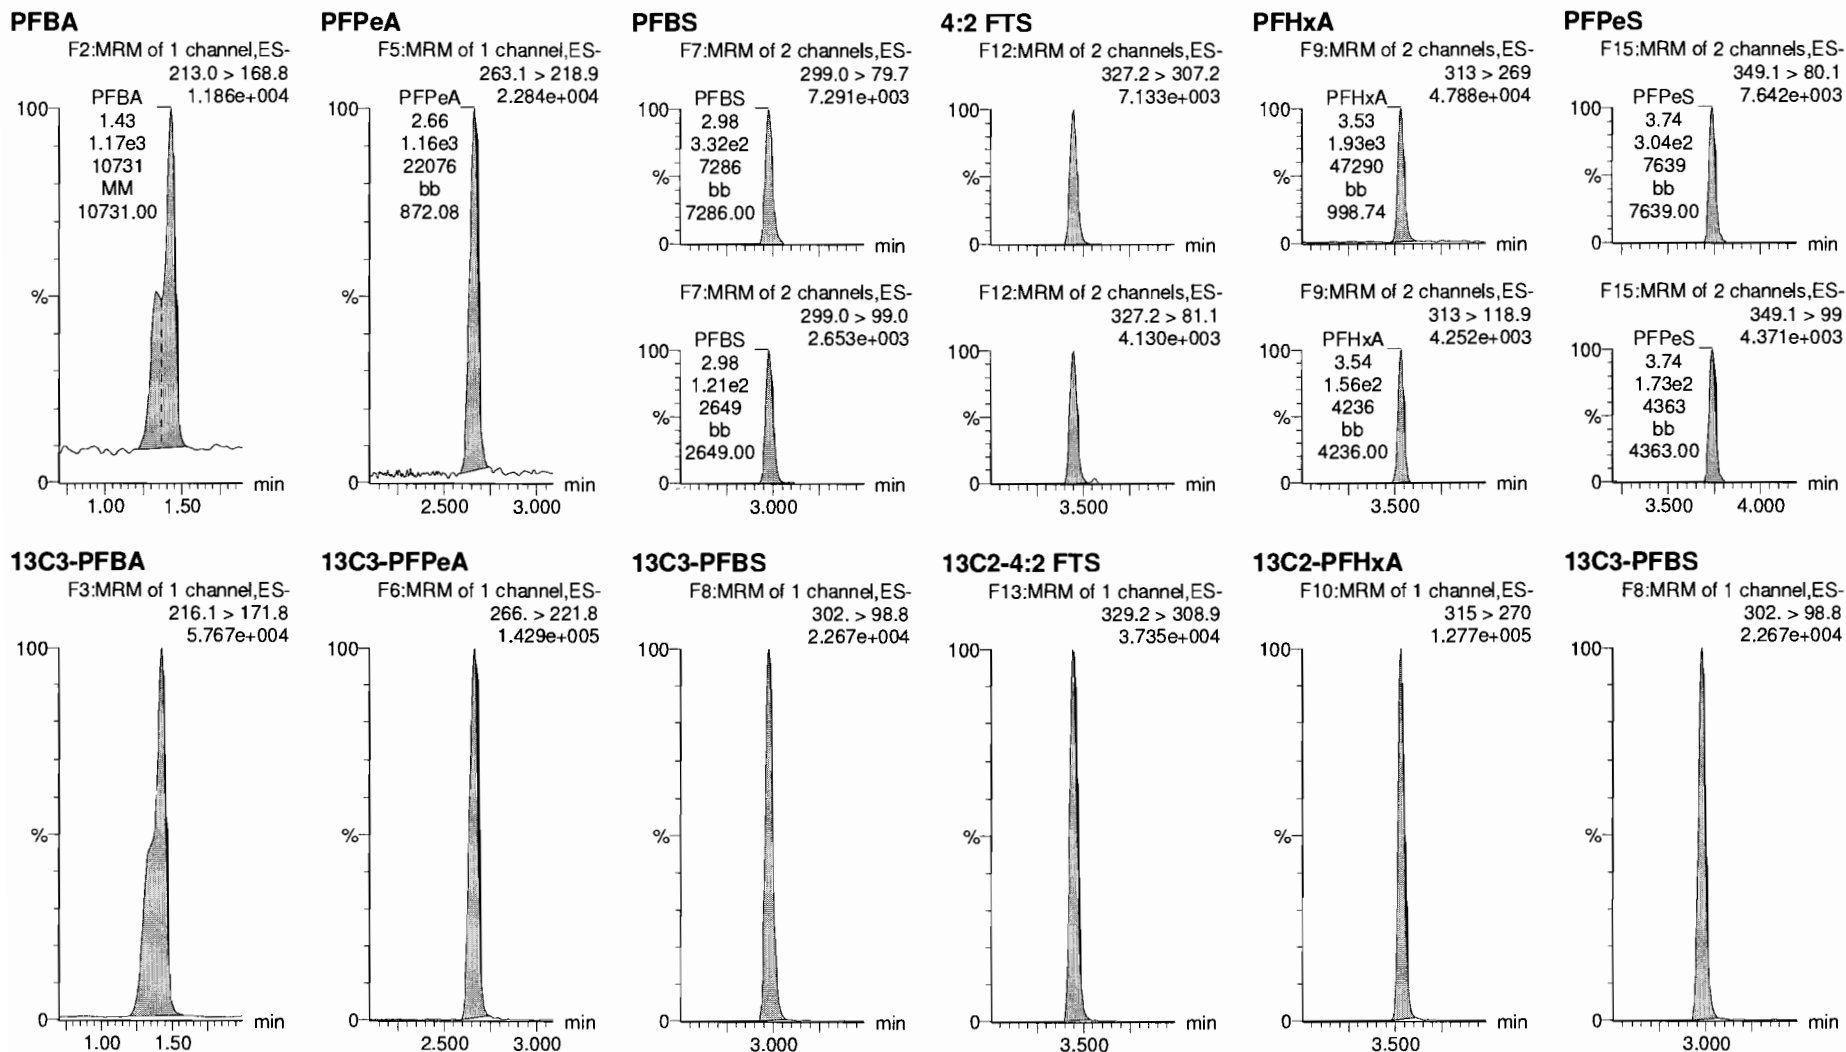 PFBA
F2:MRM of 1 channel,ES-
213.0 > 168.8
1.186e+004
PFBA
1.43
1.17e3
10731
MM
10731.00
100
%
0
min
1.00 1.50
PFPeA
F5:MRM of 1 channel,ES-
263.1 > 218.9
2.284e+004
PFPeA
2.66
1.16e3
22076
bb
872.08
100
%
0
min
2.500 3.000
PFBS
F7:MRM of 2 channels,ES-
299.0 > 79.7
7.291e+003
PFBS
2.98
3.32e2
7286
bb
7286.00
100
%
0
min
F7:MRM of 2 channels,ES-
299.0 > 99.0
2.653e+003
PFBS
2.98
1.21e2
2649
bb
2649.00
100
%
0
min
3.000
4:2 FTS
F12:MRM of 2 channels,ES-
327.2 > 307.2
7.133e+003
100
%
0
min
F12:MRM of 2 channels,ES-
327.2 > 81.1
4.130e+003
100
%
0
min
3.500
PFHxA
F9:MRM of 2 channels,ES-
313 > 269
4.788e+004
PFHxA
3.53
1.93e3
47290
bb
998.74
100
%
0
min
F9:MRM of 2 channels,ES-
313 > 118.9
4.252e+003
PFHxA
3.54
1.56e2
4236
bb
4236.00
100
%
0
min
3.500
PFPeS
F15:MRM of 2 channels,ES-
349.1 > 80.1
7.642e+003
PFPeS
3.74
3.04e2
7639
bb
7639.00
100
%
0
min
F15:MRM of 2 channels,ES-
349.1 > 99
4.371e+003
PFPeS
3.74
1.73e2
4363
bb
4363.00
100
%
0
min
3.500 4.000
13C3-PFBA
F3:MRM of 1 channel,ES-
216.1 > 171.8
5.767e+004
100
%
0
min
1.00 1.50
13C3-PFPeA
F6:MRM of 1 channel,ES-
266. > 221.8
1.429e+005
100
%
0
min
2.500 3.000
13C3-PFBS
F8:MRM of 1 channel,ES-
302. > 98.8
2.267e+004
100
%
0
min
3.000
13C2-4:2 FTS
F13:MRM of 1 channel,ES-
329.2 > 308.9
3.735e+004
100
%
0
min
3.500
13C2-PFHxA
F10:MRM of 1 channel,ES-
315 > 270
1.277e+005
100
%
0
min
3.500
13C3-PFBS
F8:MRM of 1 channel,ES-
302. > 98.8
2.267e+004
100
%
0
min
3.000